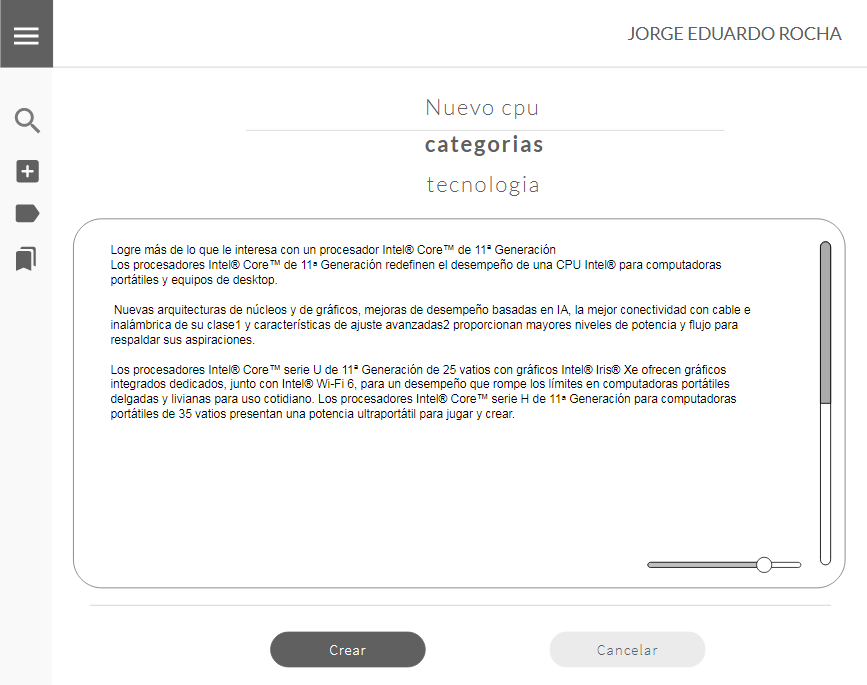 JORGE EDUARDO ROCHA
Nuevo cpu
categorias
tecnologia
Logre más de lo que le interesa con un procesador Intel® Core™ de 11ª Generación
Los procesadores Intel® Core™ de 11ª Generación redefinen el desempeño de una CPU Intel® para computadoras
portátiles y equipos de desktop.
Nuevas arquitecturas de núcleos y de gráficos, mejoras de desempeño basadas en IA, la mejor conectividad con cable e
inalámbrica de su clase1 y características de ajuste avanzadas2 proporcionan mayores niveles de potencia y flujo para
respaldar sus aspiraciones.
Los procesadores Intel® Core™ serie U de 11ª Generación de 25 vatios con gráficos Intel® Iris® Xe ofrecen gráficos
integrados dedicados, junto con Intel® Wi-Fi 6, para un desempeño que rompe los límites en computadoras portátiles
delgadas y livianas para uso cotidiano. Los procesadores Intel® Core™ serie H de 11ª Generación para computadoras
portátiles de 35 vatios presentan una potencia ultraportátil para jugar y crear.
Crear
Cancelar